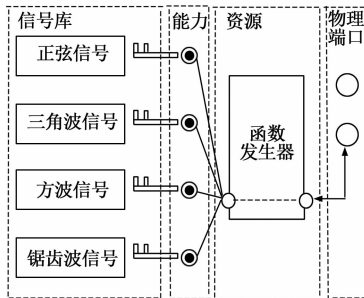 信号库
能力
资源
物理
端口
正弦信号
三角波信号
方波信号
锯齿波信号
函数
发生器